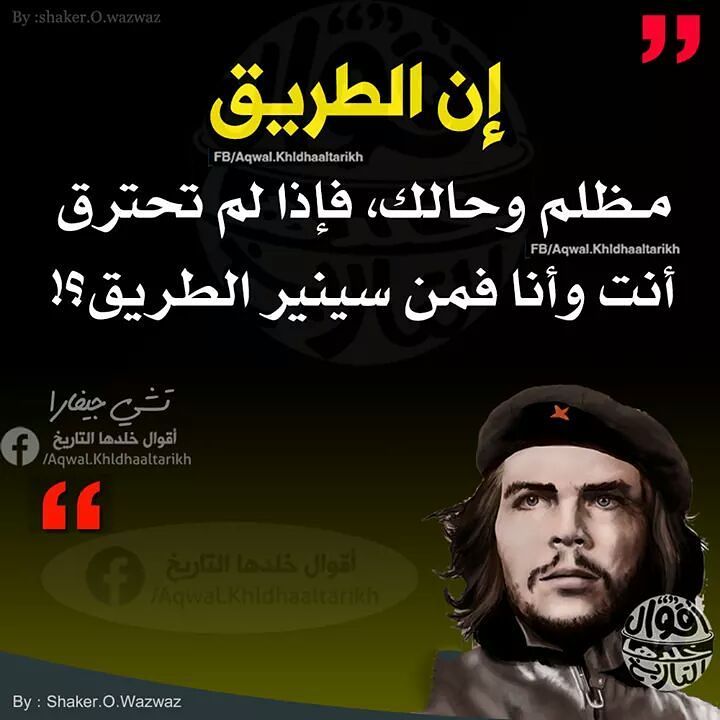 By :shaker.O.wazwaz
إن الطريق
FB/Aqwal.Khldhaaltarikh
مظلم وحالك، فإذا لم تحترق
FB/Aqwal.Khldhaaltarikh
أنت وأنا فمن سينير الطريق؟!
تشي جيفارا
أقوال خلدها التاريخ
/Aqwal.Khldhaaltarikh
أقوال خلدها التاريخ
/Aqwal.Khldhaaltarikh
أقوال
خلدها
التاريخ
By : Shaker.O.Wazwaz